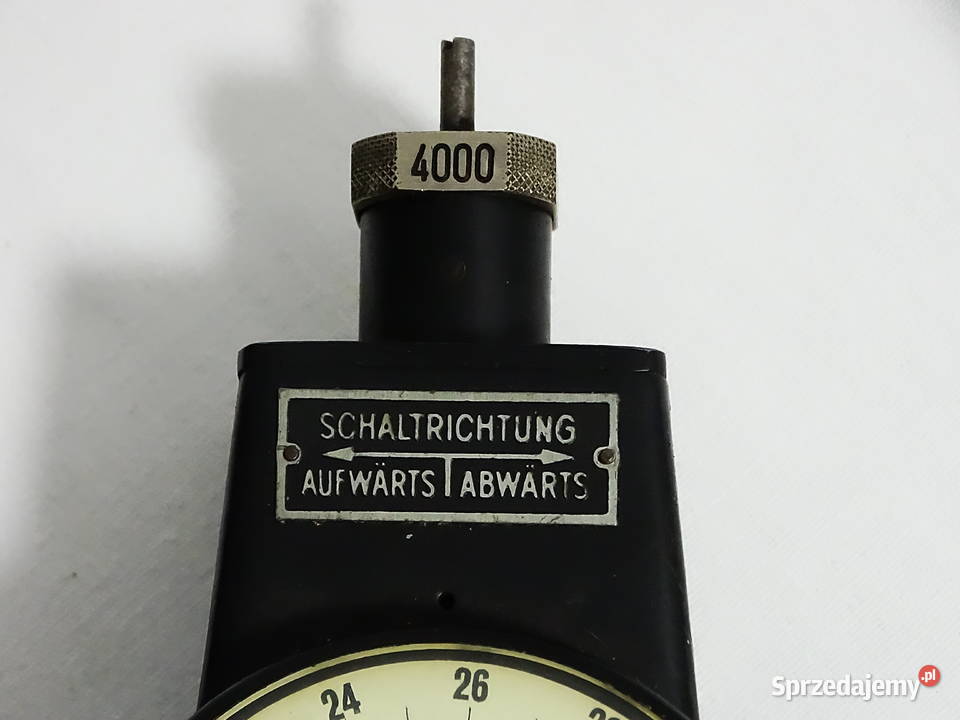 4000
SCHALTRICHTUNG
AUFWÄRTS ABWÄRTS
24 26
Sprzedajemy.pl